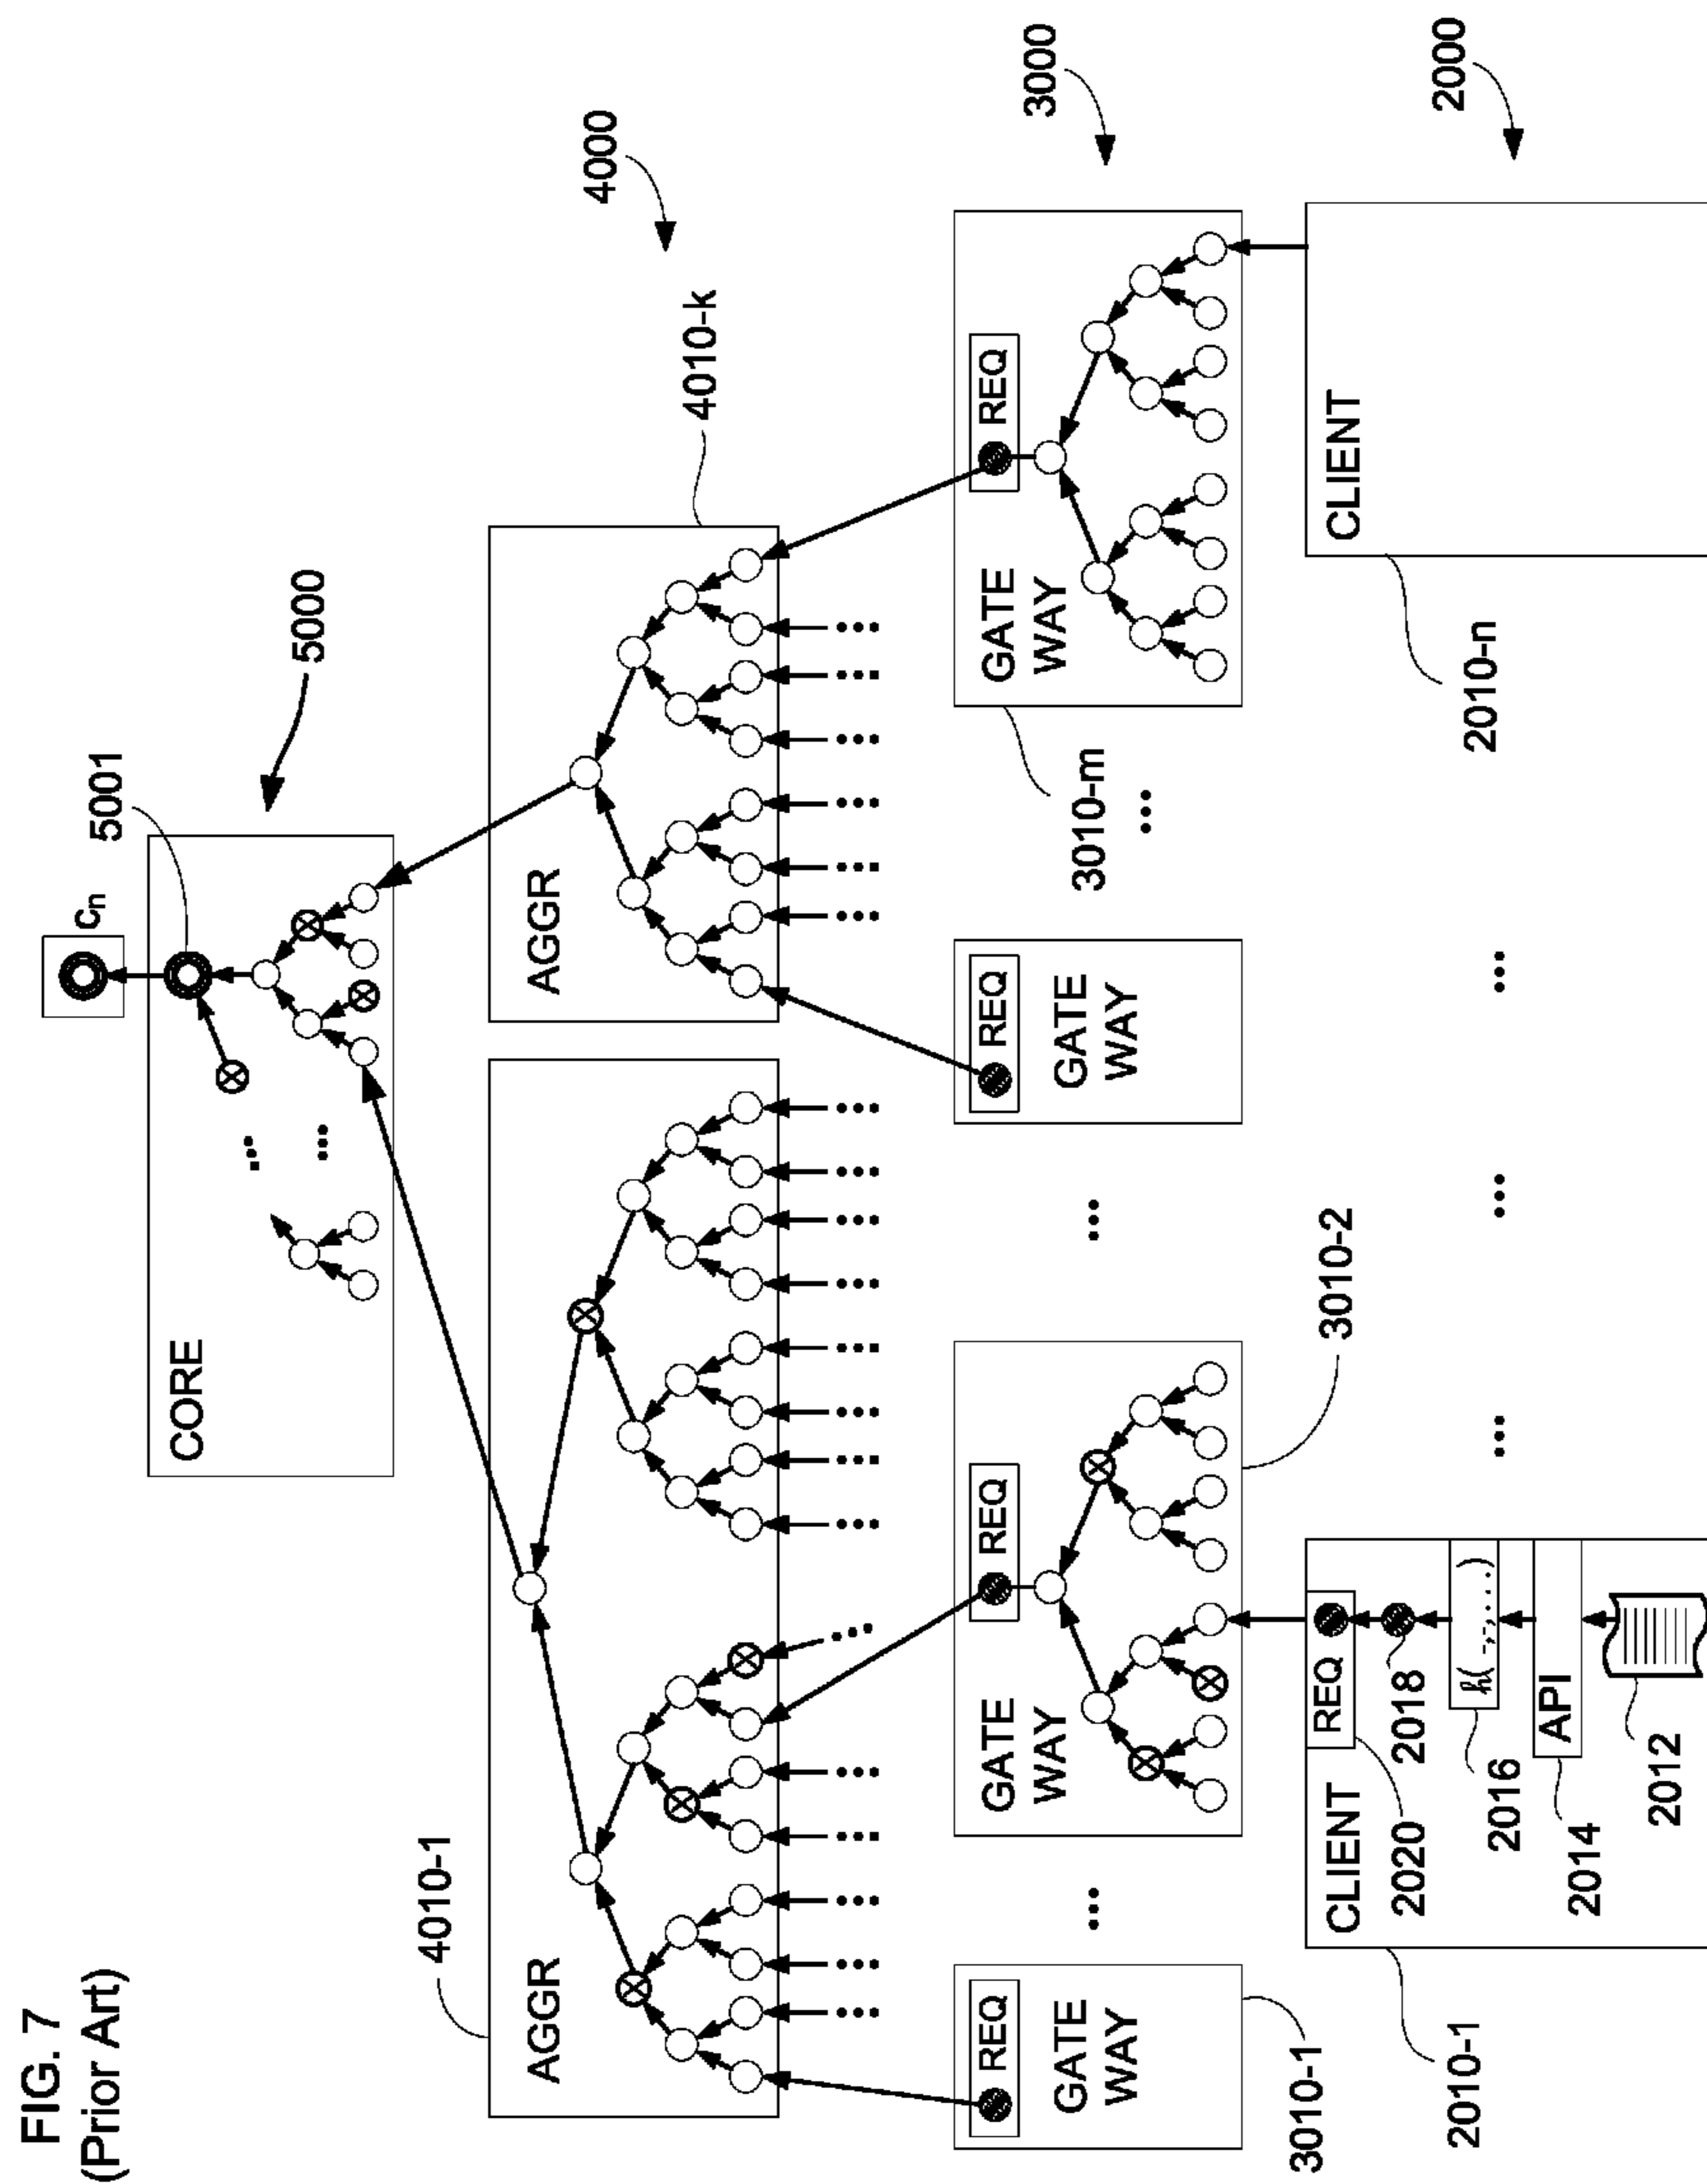 FIG. 7
(Prior Art)
Cn
5001
5000
CORE
4000
4010-1
4010-k
AGGR
AGGR
3000
REQ
REQ
REQ
REQ
GATE
WAY
GATE
WAY
GATE
WAY
GATE
WAY
3010-1
3010-2
3010-m
2000
CLIENT
REQ
2020
2018
h(-,-,...)
2016
API
2014
2012
2010-1
CLIENT
2010-n